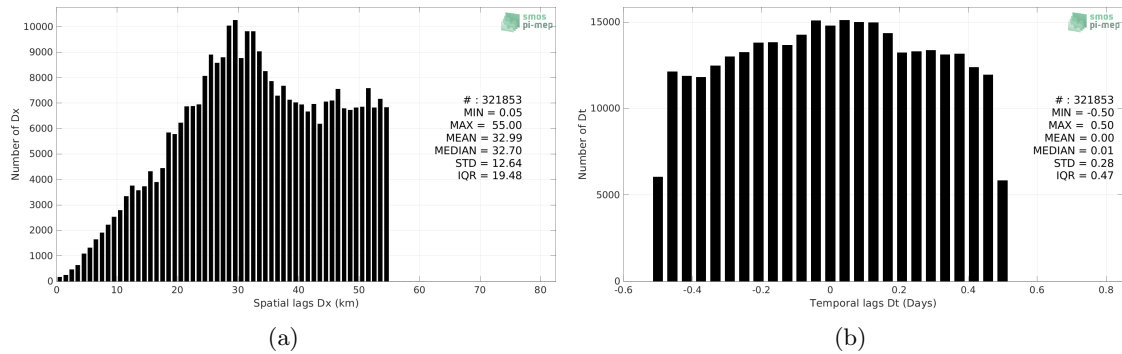 smos
pi-mep
Number of Dx
10000
9000
8000
7000
6000
5000
4000
3000
2000
1000
0
# : 321853
MIN = 0.05
MAX = 55.00
MEAN = 32.99
MEDIAN = 32.70
STD = 12.64
IQR = 19.48
0 10 20 30 40 50 60 70 80
Spatial lags Dx (km)
(a)
smos
pi-mep
Number of Dt
15000
10000
5000
0
# : 321853
MIN = -0.50
MAX = 0.50
MEAN = 0.00
MEDIAN = 0.01
STD = 0.28
IQR = 0.47
-0.6 -0.4 -0.2 0 0.2 0.4 0.6 0.8
Temporal lags Dt (Days)
(b)